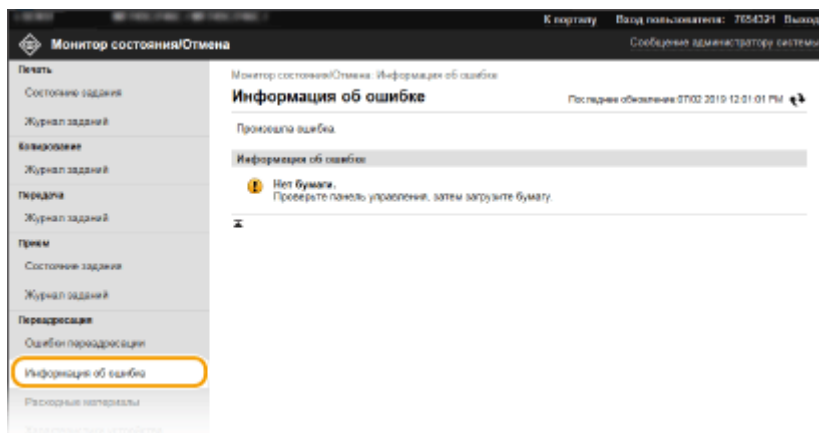 К порталу Вход пользователя: 7654321 Выход
Монитор состояния/Отмена
Сообщение администратору системы
Печать
Состояние задания
Журнал заданий
Копирование
Журнал заданий
Передача
Журнал заданий
Прием
Состояние задания
Журнал заданий
Переадресация
Ошибки переадресации
Информация об ошибке
Расходные материалы
Монитор состояния/Отмена: Информация об ошибке
Информация об ошибке
Последнее обновление 07/02 2019 12:01:01 PM
Произошла ошибка.
Информация об ошибке
Нет бумаги.
Проверьте панель управления, затем загрузите бумагу.